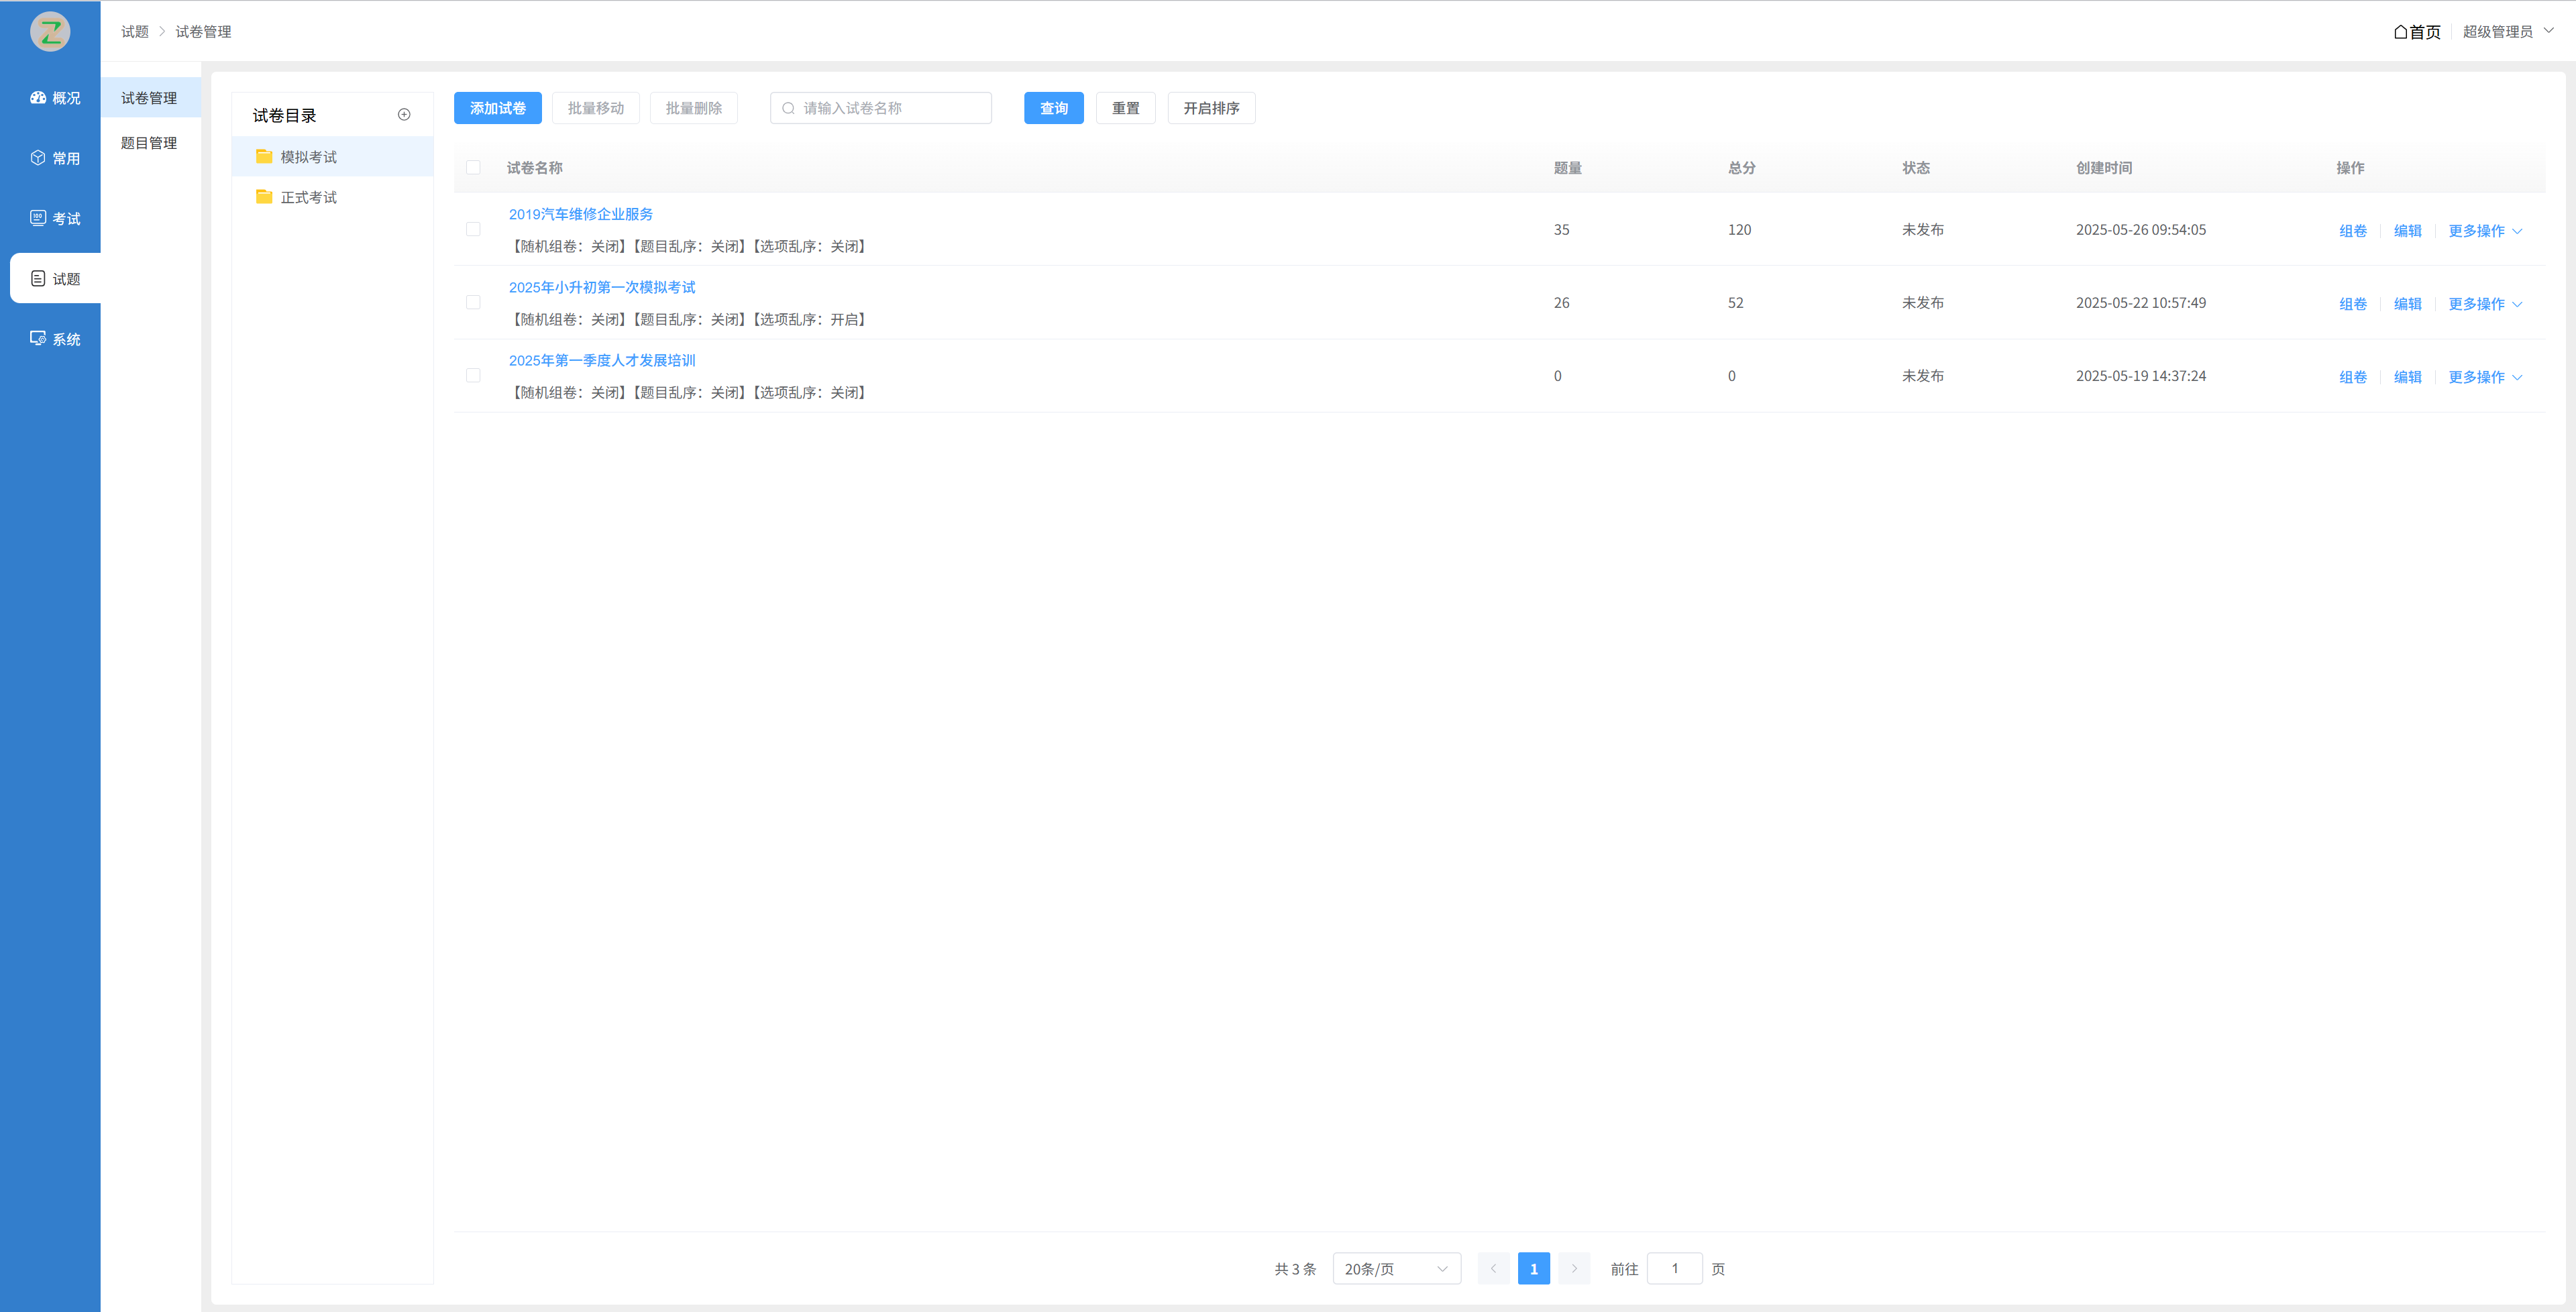 试题 > 试卷管理
首页 超级管理员
概况
常用
考试
试题
系统
试卷管理
题目管理
试卷目录
模拟考试
正式考试
添加试卷 批量移动 批量删除 请输入试卷名称 查询 重置 开启排序
试卷名称 题量 总分 状态 创建时间 操作
2019汽车维修企业服务
【随机组卷：关闭】【题目乱序：关闭】【选项乱序：关闭】
35 120 未发布 2025-05-26 09:54:05 组卷 编辑 更多操作
2025年小升初第一次模拟考试
【随机组卷：关闭】【题目乱序：关闭】【选项乱序：开启】
26 52 未发布 2025-05-22 10:57:49 组卷 编辑 更多操作
2025年第一季度人才发展培训
【随机组卷：关闭】【题目乱序：关闭】【选项乱序：关闭】
0 0 未发布 2025-05-19 14:37:24 组卷 编辑 更多操作
共 3 条 20条/页 1 前往 1 页